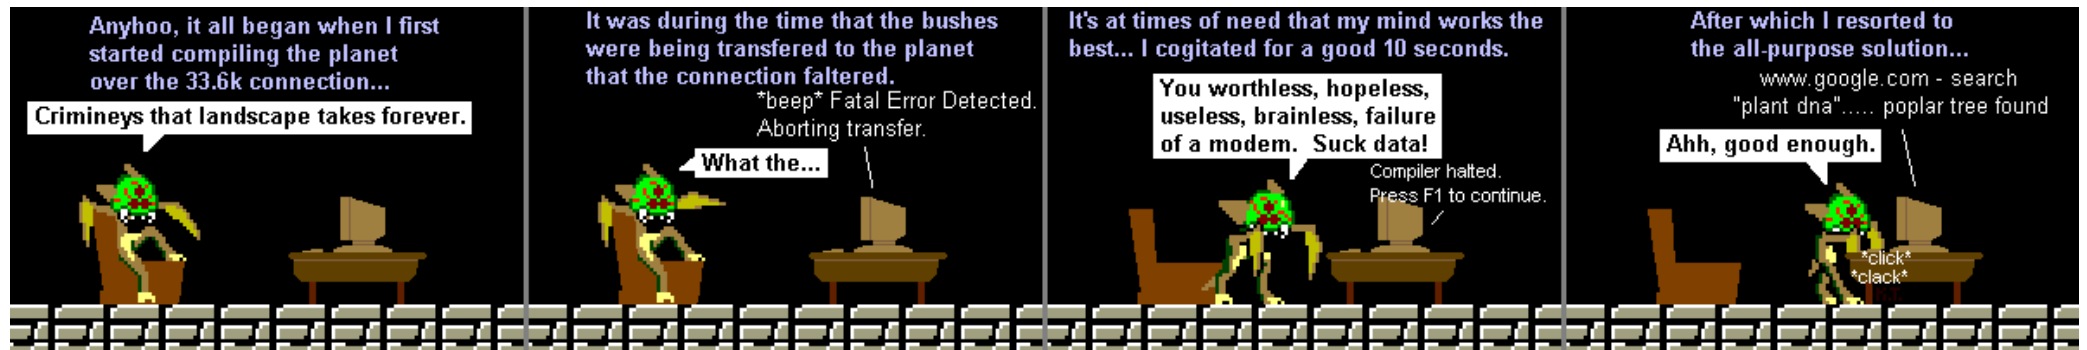 Anyhoo, it all began when I first
started compiling the planet
over the 33.6k connection...
Crimineys that landscape takes forever.
It was during the time that the bushes
were being transfered to the planet
that the connection faltered.
*beep* Fatal Error Detected.
Aborting transfer.
What the...
It's at times of need that my mind works the
best... I cogitated for a good 10 seconds.
You worthless, hopeless,
useless, brainless, failure
of a modem.  Suck data!
Compiler halted.
Press F1 to continue.
After which I resorted to
the all-purpose solution...
www.google.com - search
"plant dna"..... poplar tree found
Ahh, good enough.
*click*
*clack*